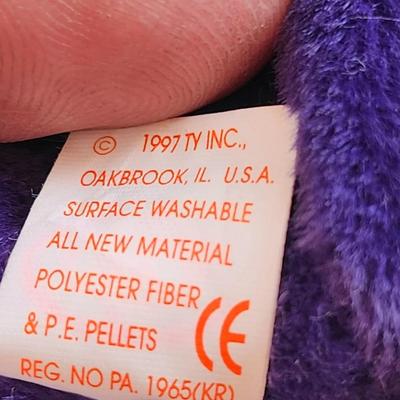 © 1997 TY INC.,
OAKBROOK, IL. U.S.A.
SURFACE WASHABLE
ALL NEW MATERIAL
POLYESTER FIBER
& P.E. PELLETS CE
REG. NO PA. 1965(KR)